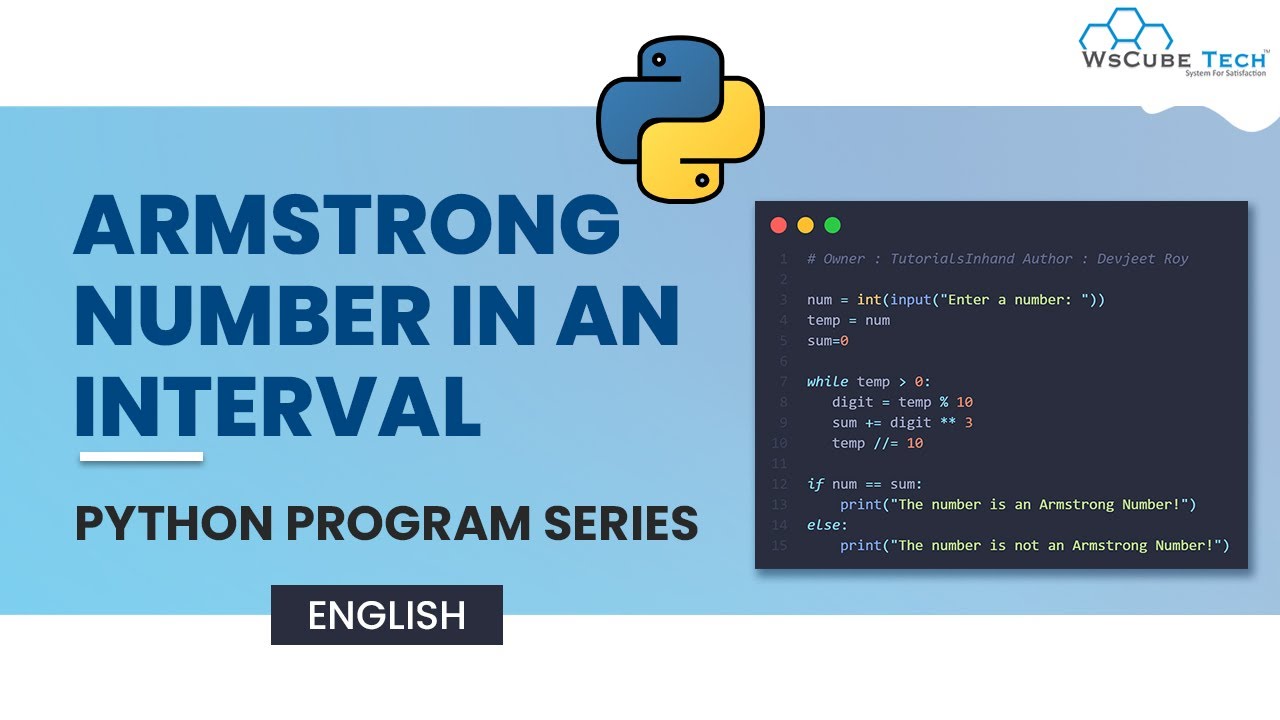 WsCube Tech™
System For Satisfaction
ARMSTRONG
NUMBER IN AN
INTERVAL
PYTHON PROGRAM SERIES
ENGLISH
1 # Owner : TutorialsInhand Author : Devjeet Roy
2
3 num = int(input("Enter a number: "))
4 temp = num
5 sum=0
6
7 while temp > 0:
8    digit = temp % 10
9    sum += digit ** 3
10    temp //= 10
11
12 if num == sum:
13     print("The number is an Armstrong Number!")
14 else:
15     print("The number is not an Armstrong Number!")